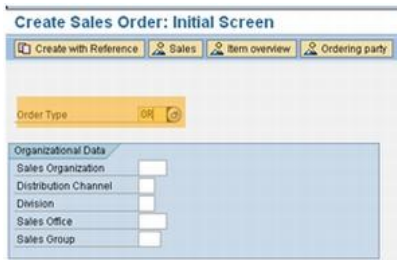 Create Sales Order: Initial Screen
Create with Reference Sales Item overview Ordering party
Order Type OR
Organizational Data
Sales Organization
Distribution Channel
Division
Sales Office
Sales Group